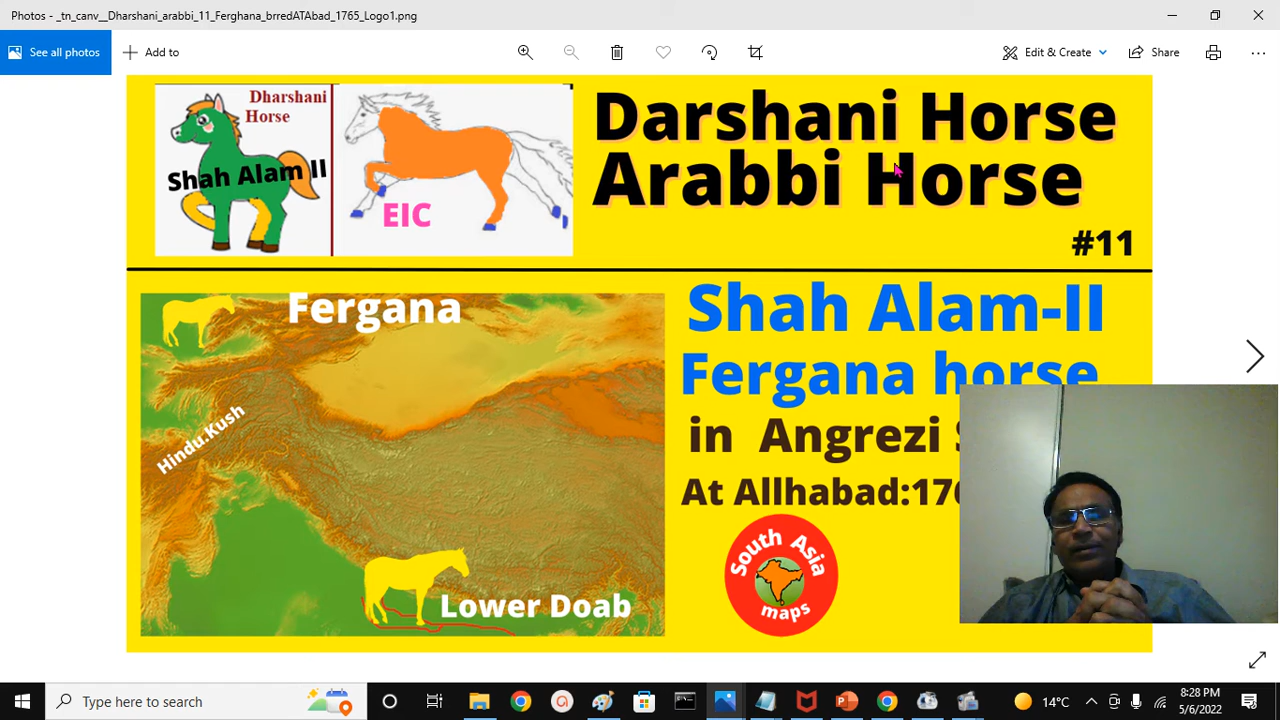 Photos - _tn_canv__Dharshani_arabbi_11_Ferghana_brredATAbad_1765_Logo1.png
See all photos
Add to
Edit & Create
Share
Dharshani
Horse
Shah Alam II
EIC
Darshani Horse
Arabbi Horse
#11
Fergana
Hindu.Kush
Lower Doab
Shah Alam-II
Fergana horse
in Angrezi
At Allhabad:
South Asia
maps
Type here to search
14°C
8:28 PM
5/6/2022